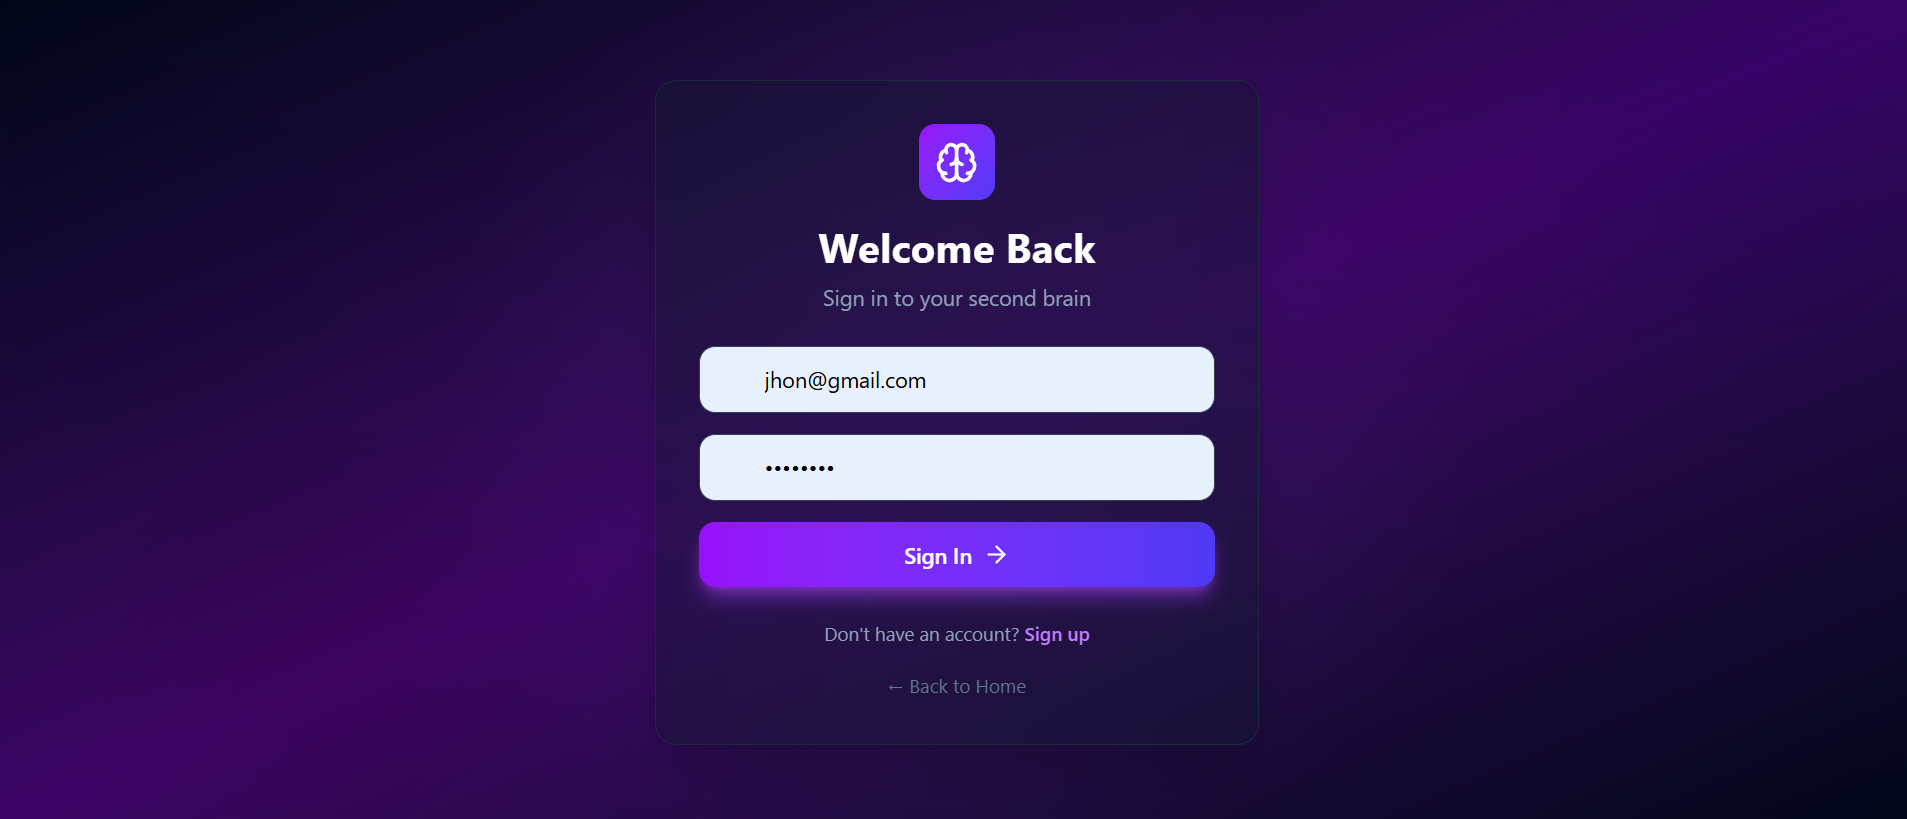 Welcome Back
Sign in to your second brain
jhon@gmail.com
••••••••
Sign In →
Don't have an account? Sign up
← Back to Home